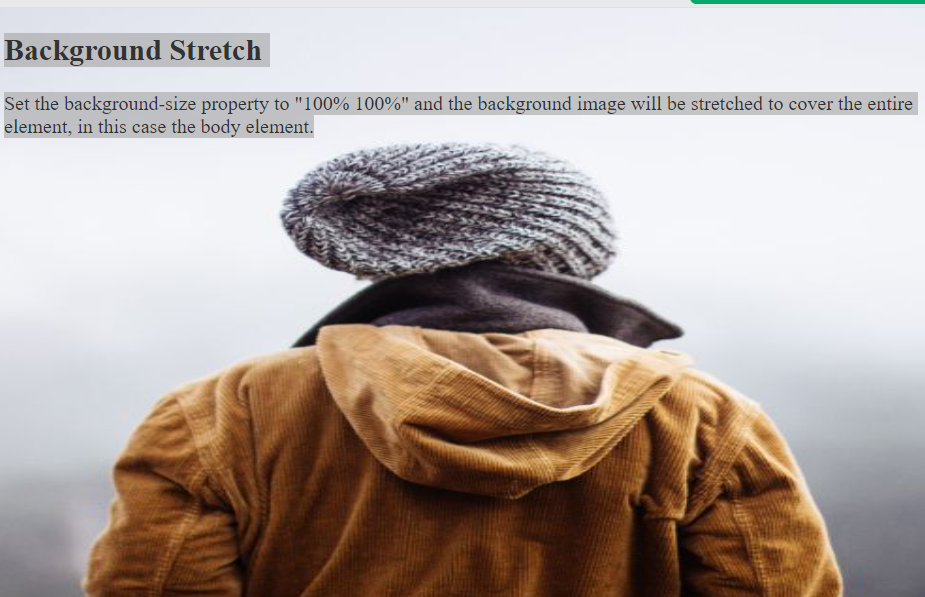 Background Stretch
Set the background-size property to "100% 100%" and the background image will be stretched to cover the entire
element, in this case the body element.